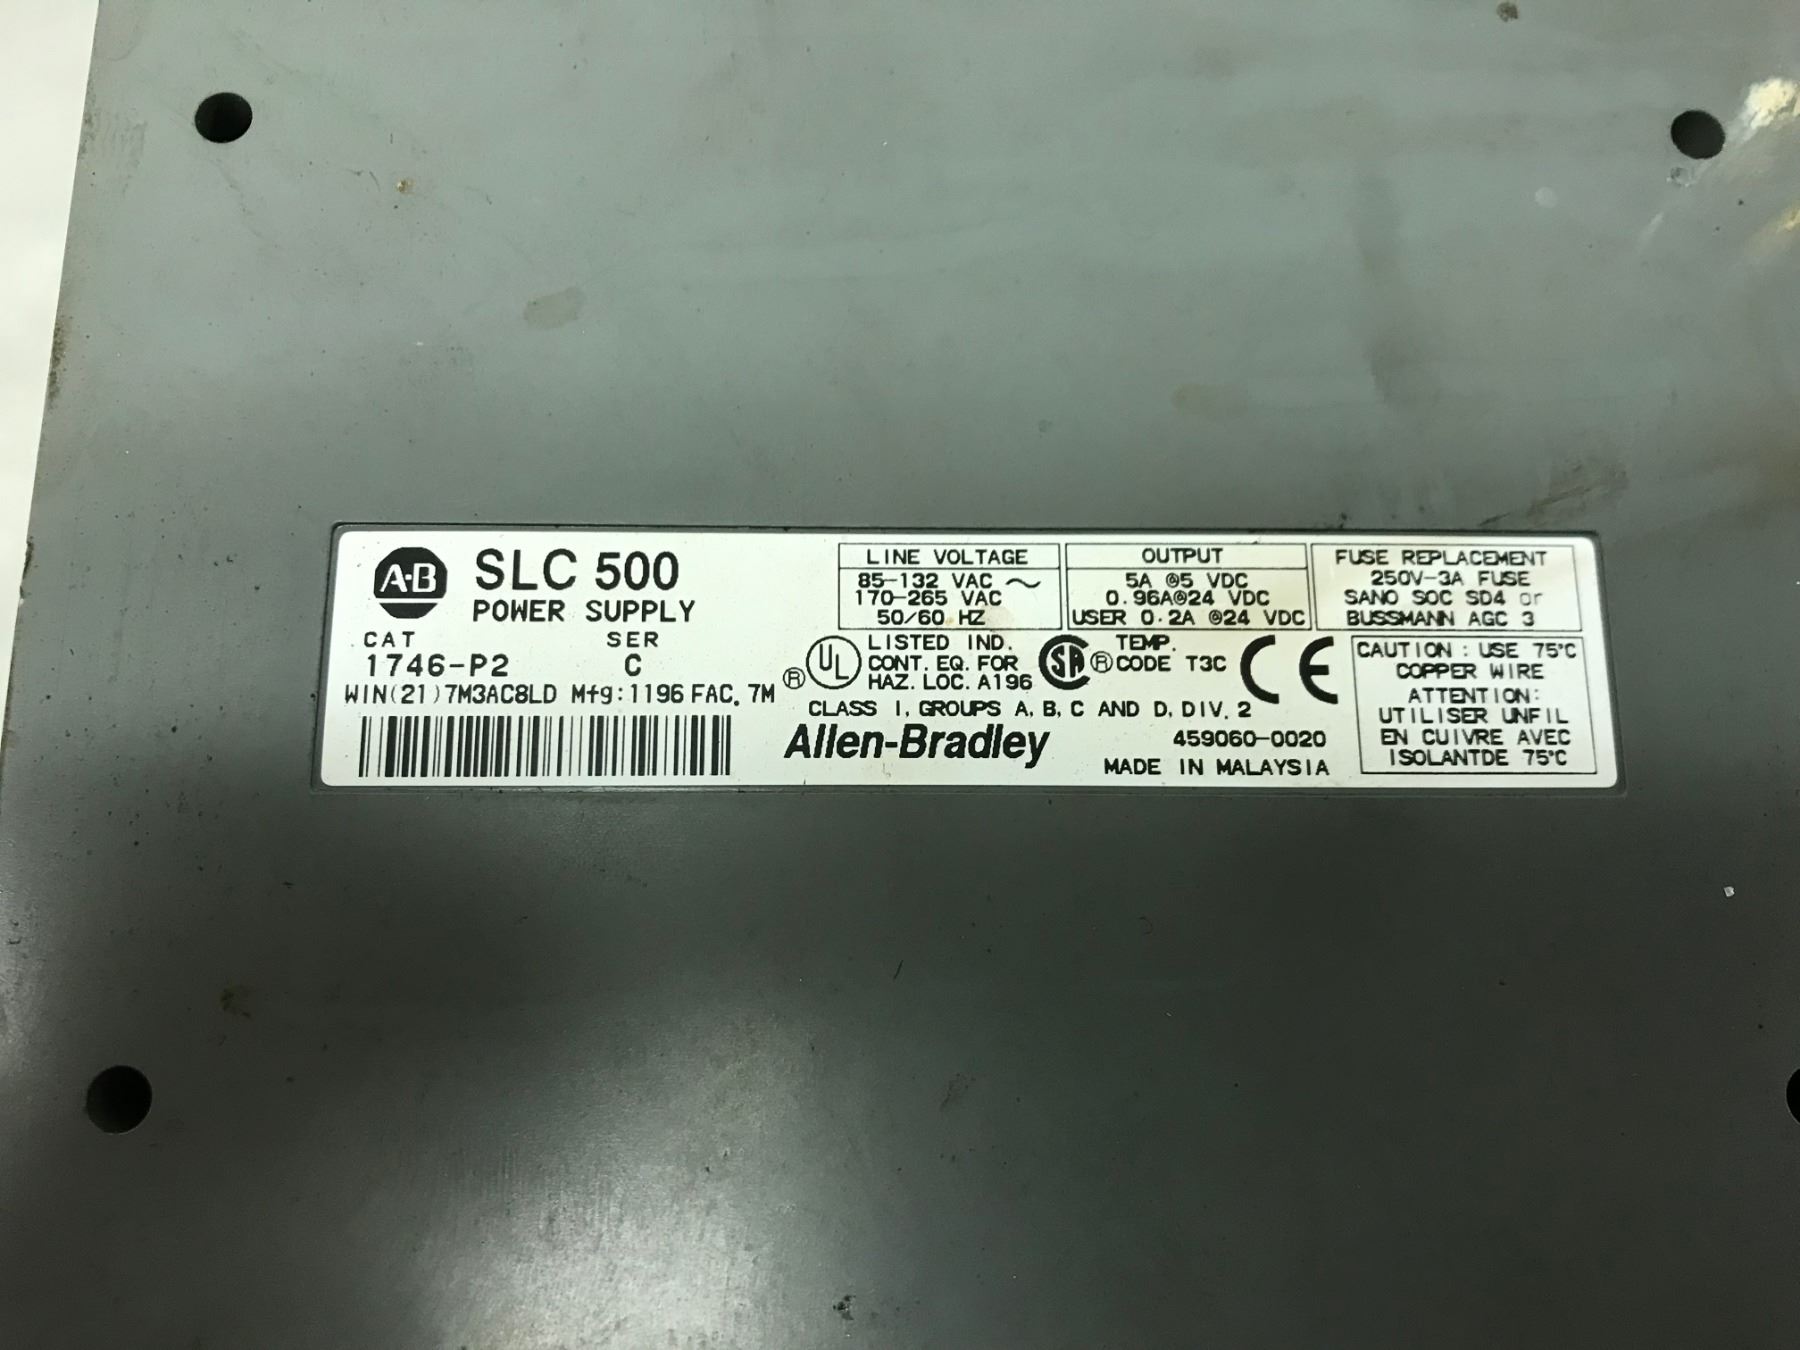 A·B
SLC 500
POWER SUPPLY
CAT SER
1746-P2 C
WIN(21)7M3AC8LD Mfg:1196 FAC. 7M
LINE VOLTAGE
85-132 VAC ~
170-265 VAC
50/60 HZ
OUTPUT
5A @5 VDC
0.96A@24 VDC
USER 0.2A @24 VDC
FUSE REPLACEMENT
250V-3A FUSE
SANO SOC SD4 or
BUSSMANN AGC 3
® UL
LISTED IND.
CONT. EQ. FOR
HAZ. LOC. A196
SA ®
TEMP.
CODE T3C
CE
CLASS I, GROUPS A, B, C AND D, DIV. 2
Allen-Bradley
459060-0020
MADE IN MALAYSIA
CAUTION : USE 75°C
COPPER WIRE
ATTENTION:
UTILISER UNFIL
EN CUIVRE AVEC
ISOLANTDE 75°C